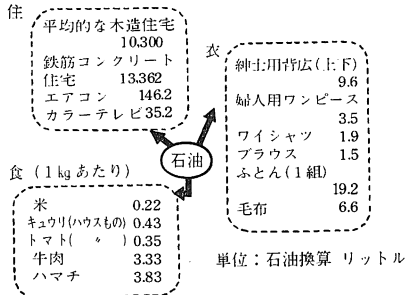 住
平均的な木造住宅
10,300
鉄筋コンクリート
住宅 13.362
エアコン 146.2
カラーテレビ 35.2
衣
紳士用背広(上下)
9.6
婦人用ワンピース
3.5
ワイシャツ 1.9
ブラウス 1.5
ふとん(1組)
19.2
毛布 6.6
石油
食 (1kgあたり)
米 0.22
キュウリ(ハウスもの) 0.43
トマト( 〃 ) 0.35
牛肉 3.33
ハマチ 3.83
単位：石油換算 リットル